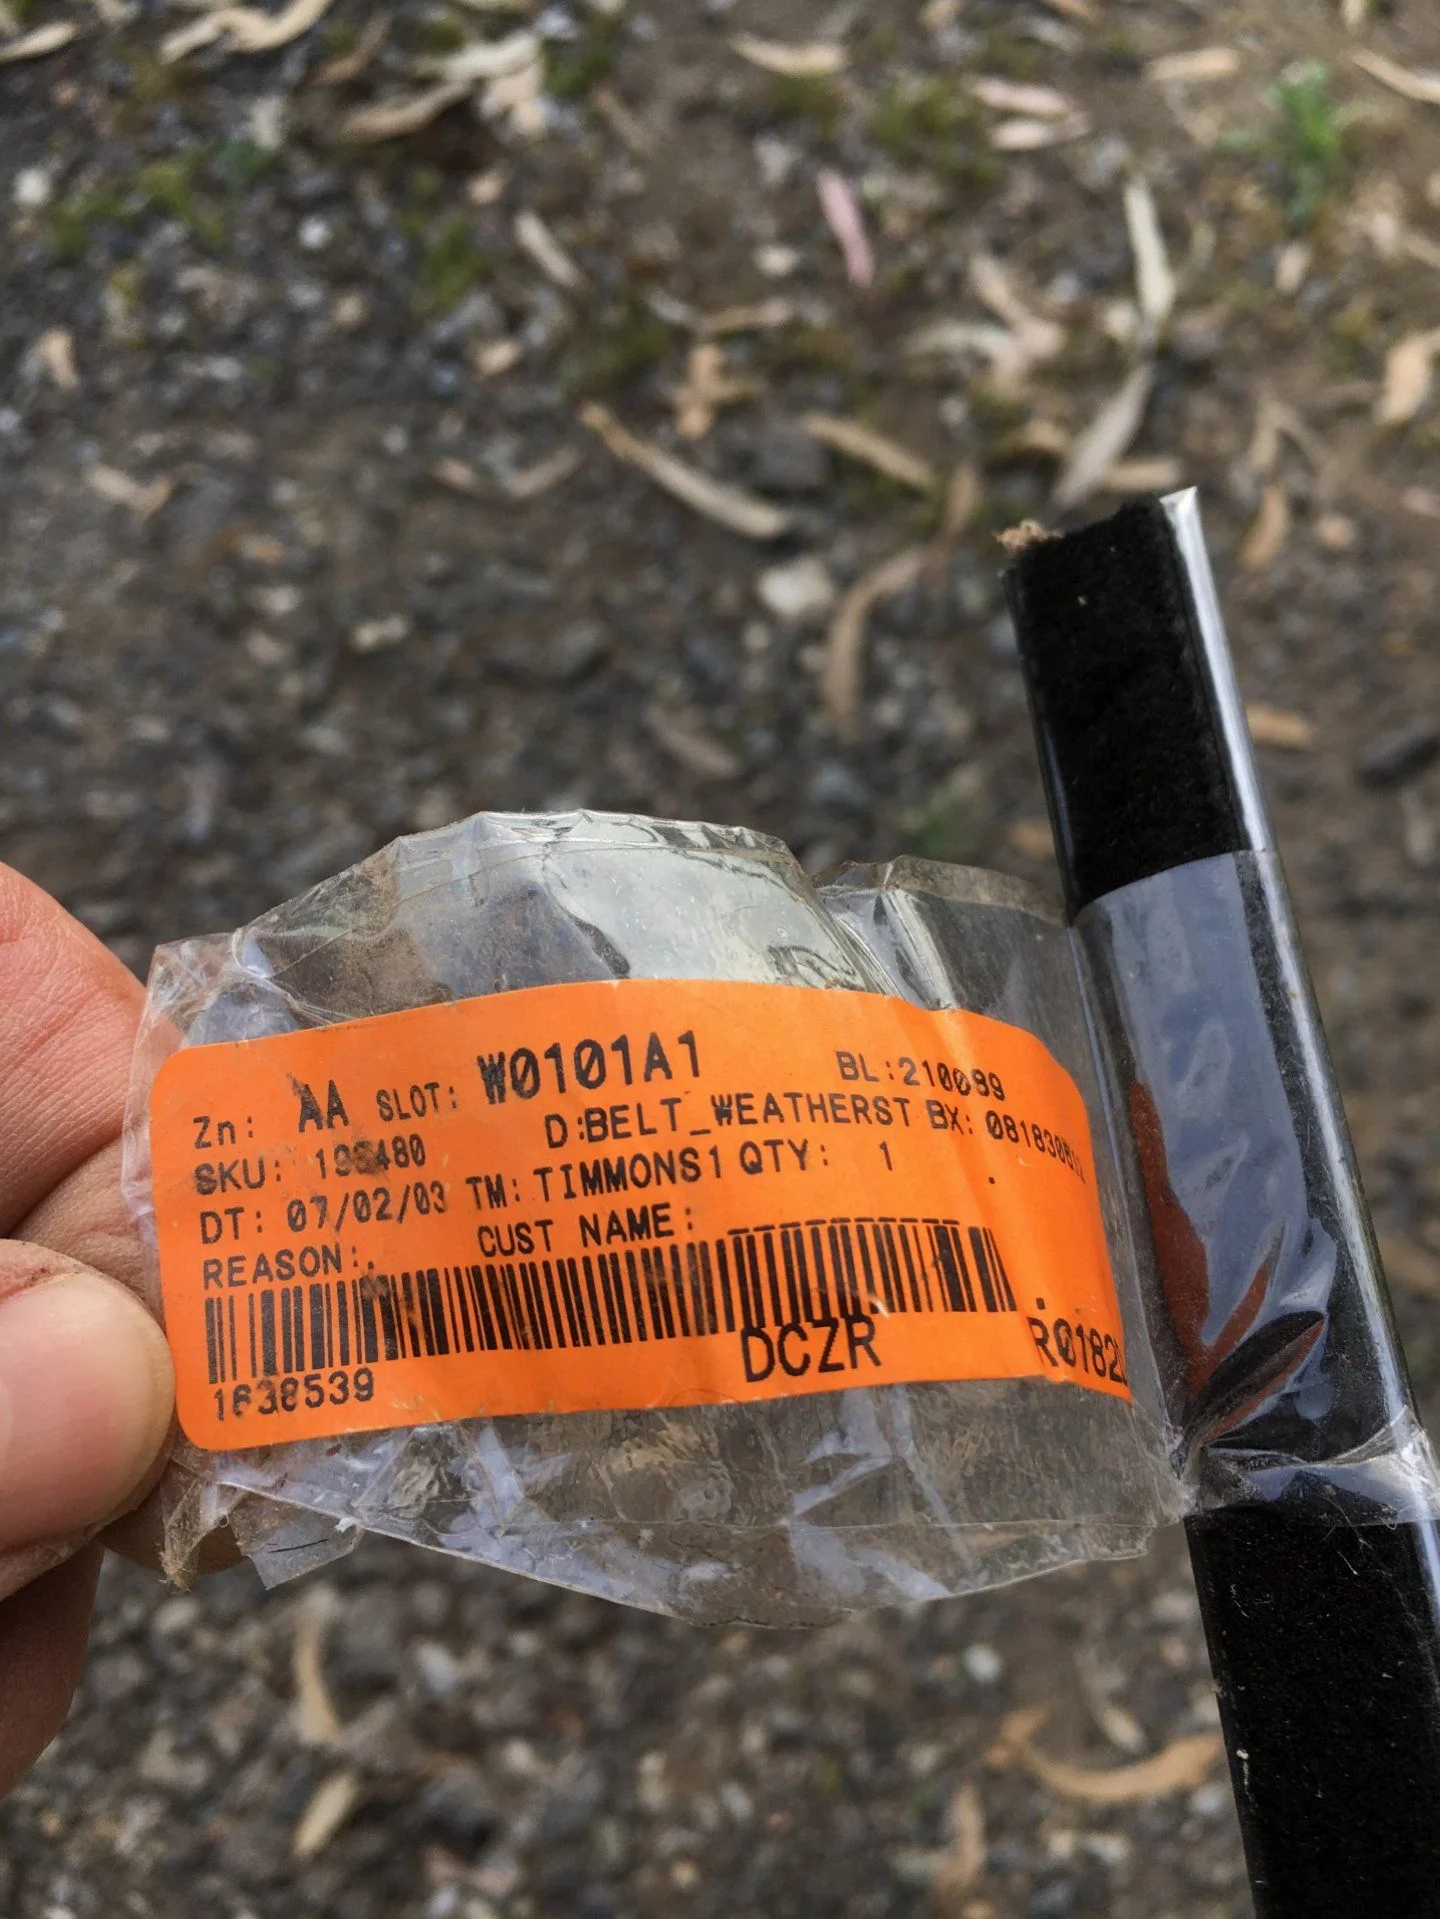 Zn: AA SLOT: W0101A1 BL:210099
SKU: D:BELT_WEATHERST BX:
DT: 07/02/03 TM: TIMMONS1 QTY: 1
REASON:. CUST NAME:
1638539 DCZR